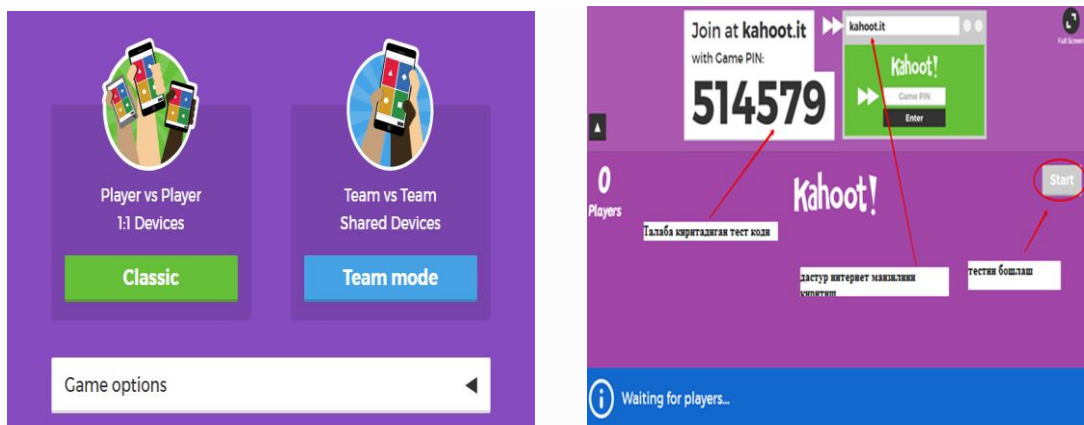 Player vs Player
1:1 Devices
Classic
Team vs Team
Shared Devices
Team mode
Game options
Join at kahoot.it
with Game PIN:
514579
kahoot.it
Kahoot!
Game PIN
Enter
Full Screen
0
Players
Kahoot!
Start
Талаба киритадиган тест коди
дастур интернет манзилини
киритиш
тестни бошлаш
Waiting for players...